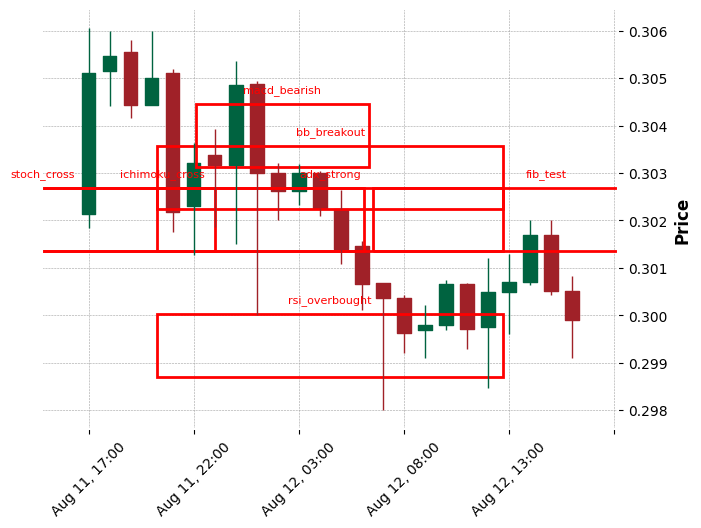 0.306
0.305
macd_bearish
0.304
bb_breakout
0.303
stoch_cross
fib_test
0.302
Price
0.301
rsi_overbought
0.300
0.299
0.298
Aug 11, 17:00
Aug 11, 22:00
Aug 12, 03:00
Aug 12, 08:00
Aug 12, 13:00